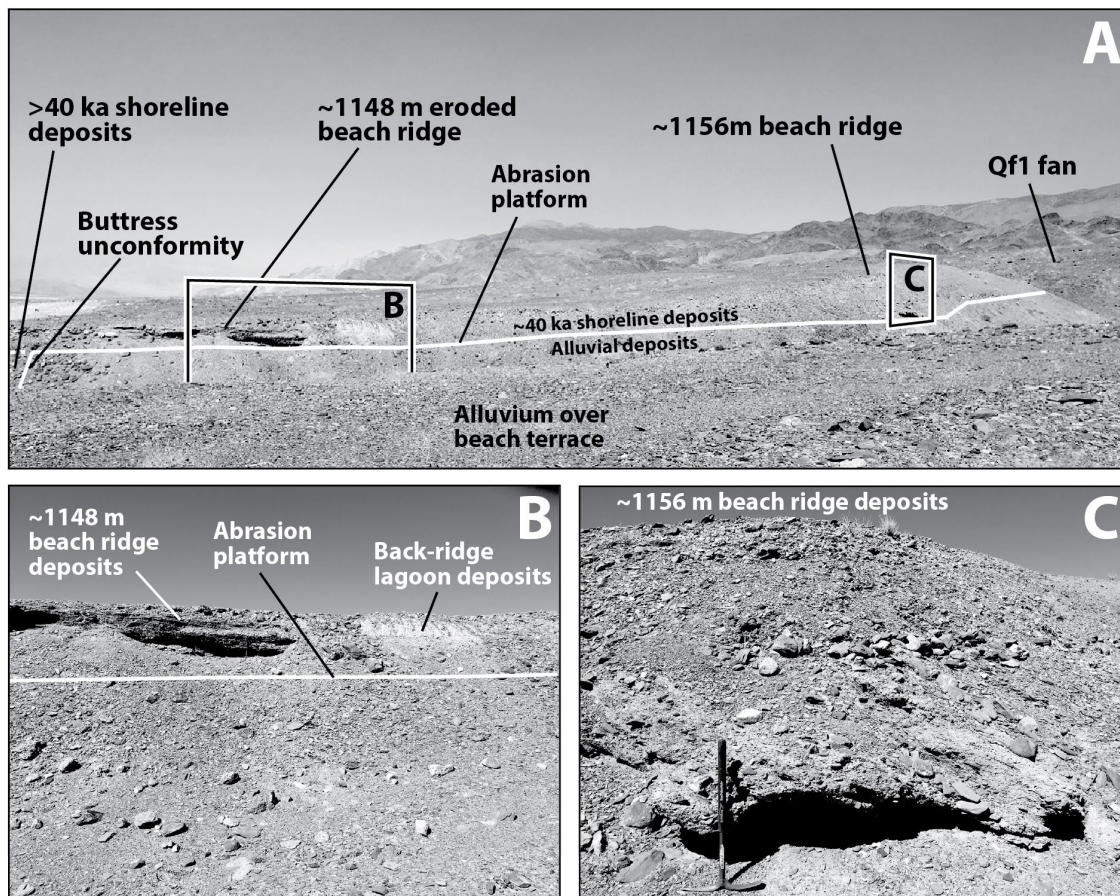 A
>40 ka shoreline
deposits
~1148 m eroded
beach ridge
~1156m beach ridge
Abrasion
platform
Qf1 fan
Buttress
unconformity
B
C
~40 ka shoreline deposits
Alluvial deposits
Alluvium over
beach terrace
B
~1148 m
beach ridge
deposits
Abrasion
platform
Back-ridge
lagoon deposits
C
~1156 m beach ridge deposits